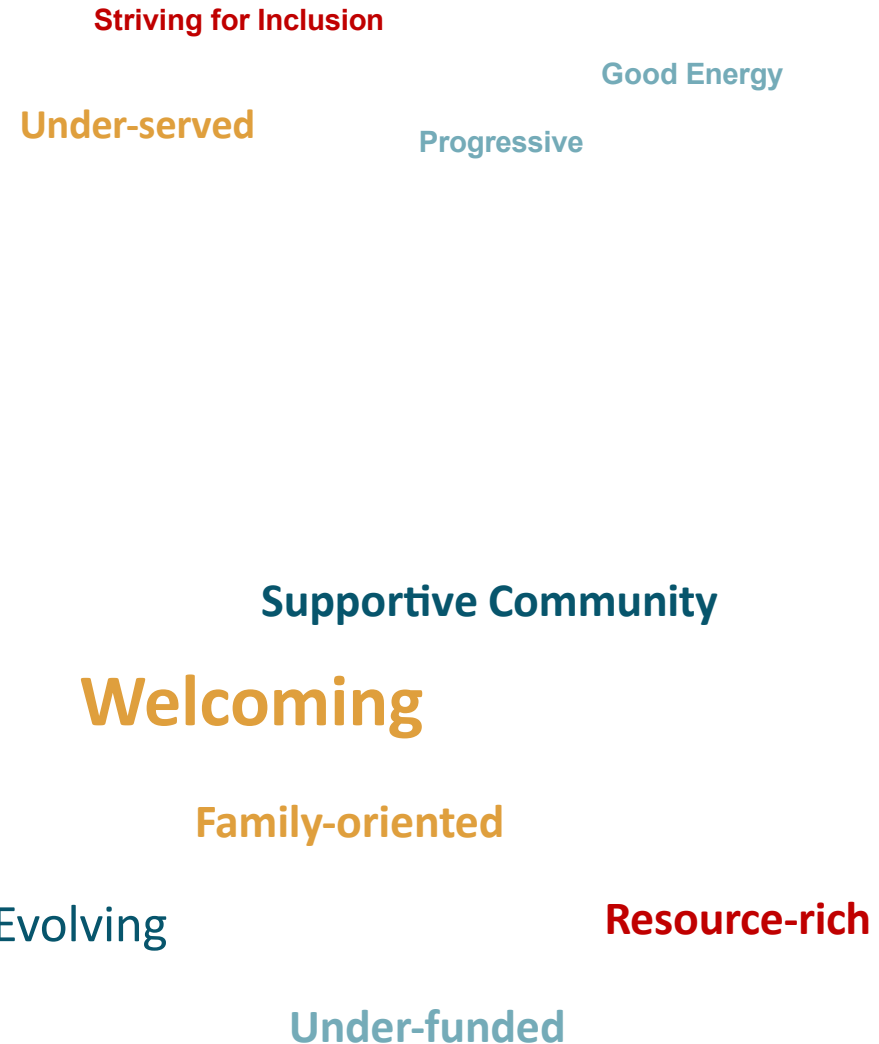 Striving for Inclusion
Good Energy
Under-served
Progressive
Supportive Community
Welcoming
Family-oriented
Evolving
Resource-rich
Under-funded